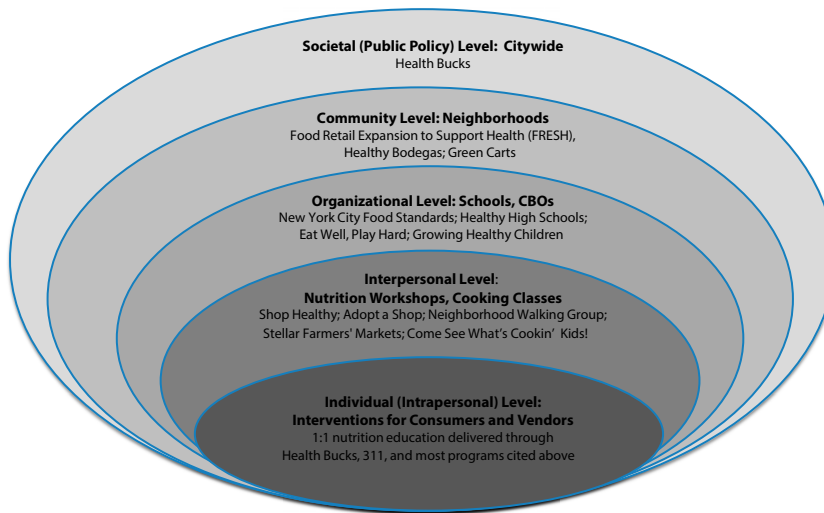 Societal (Public Policy) Level: Citywide
Health Bucks
Community Level: Neighborhoods
Food Retail Expansion to Support Health (FRESH),
Healthy Bodegas; Green Carts
Organizational Level: Schools, CBOs
New York City Food Standards; Healthy High Schools;
Eat Well, Play Hard; Growing Healthy Children
Interpersonal Level:
Nutrition Workshops, Cooking Classes
Shop Healthy; Adopt a Shop; Neighborhood Walking Group;
Stellar Farmers' Markets; Come See What's Cookin' Kids!
Individual (Intrapersonal) Level:
Interventions for Consumers and Vendors
1:1 nutrition education delivered through
Health Bucks, 311, and most programs cited above